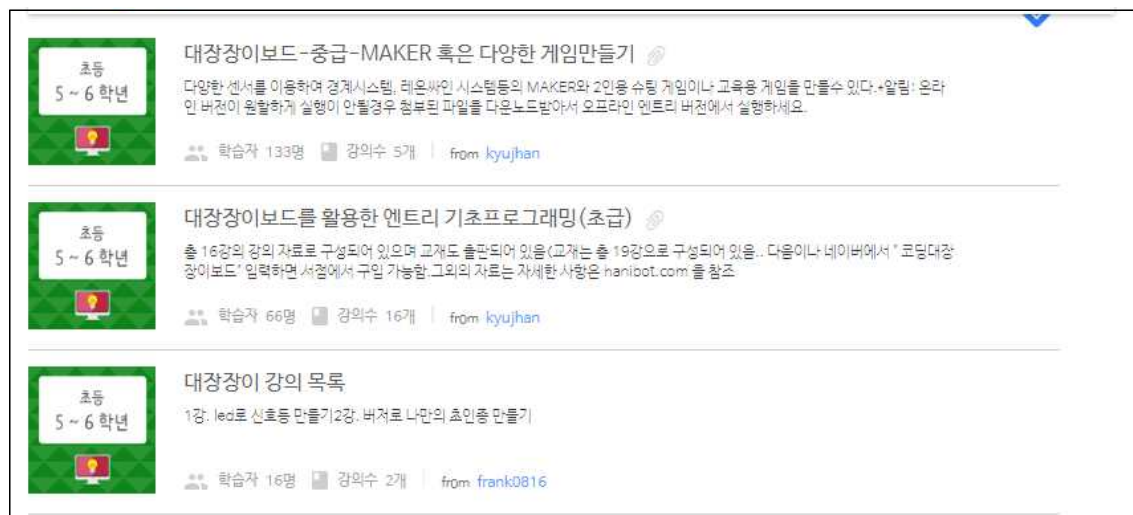 초등
5 ~ 6 학년
대장장이보드-중급-MAKER 혹은 다양한 게임만들기
다양한 센서를 이용하여 경계시스템, 레온싸인 시스템등의 MAKER와 2인용 슈팅 게임이나 교육용 게임을 만들수 있다.*알림: 온라
인 버전이 원할하게 실행이 안될경우 첨부된 파일을 다운노드받아서 오프라인 엔트리 버전에서 실행하세요.
학습자 133명 강의수 5개 from kyujhan
초등
5 ~ 6 학년
대장장이보드를 활용한 엔트리 기초프로그래밍(초급)
총 16강의 강의 자료로 구성되어 있으며 교재도 출판되어 있음(교재는 총 19강으로 구성되어 있음.. 다음이나 네이버에서 " 코딩대장
장이보드" 입력하면 서점에서 구입 가능함.그외의 자료는 자세한 사항은 hanibot.com 을 참조
학습자 66명 강의수 16개 from kyujhan
초등
5 ~ 6 학년
대장장이 강의 목록
1강. led로 신호등 만들기2강. 버저로 나만의 초인종 만들기
학습자 16명 강의수 2개 from frank0816